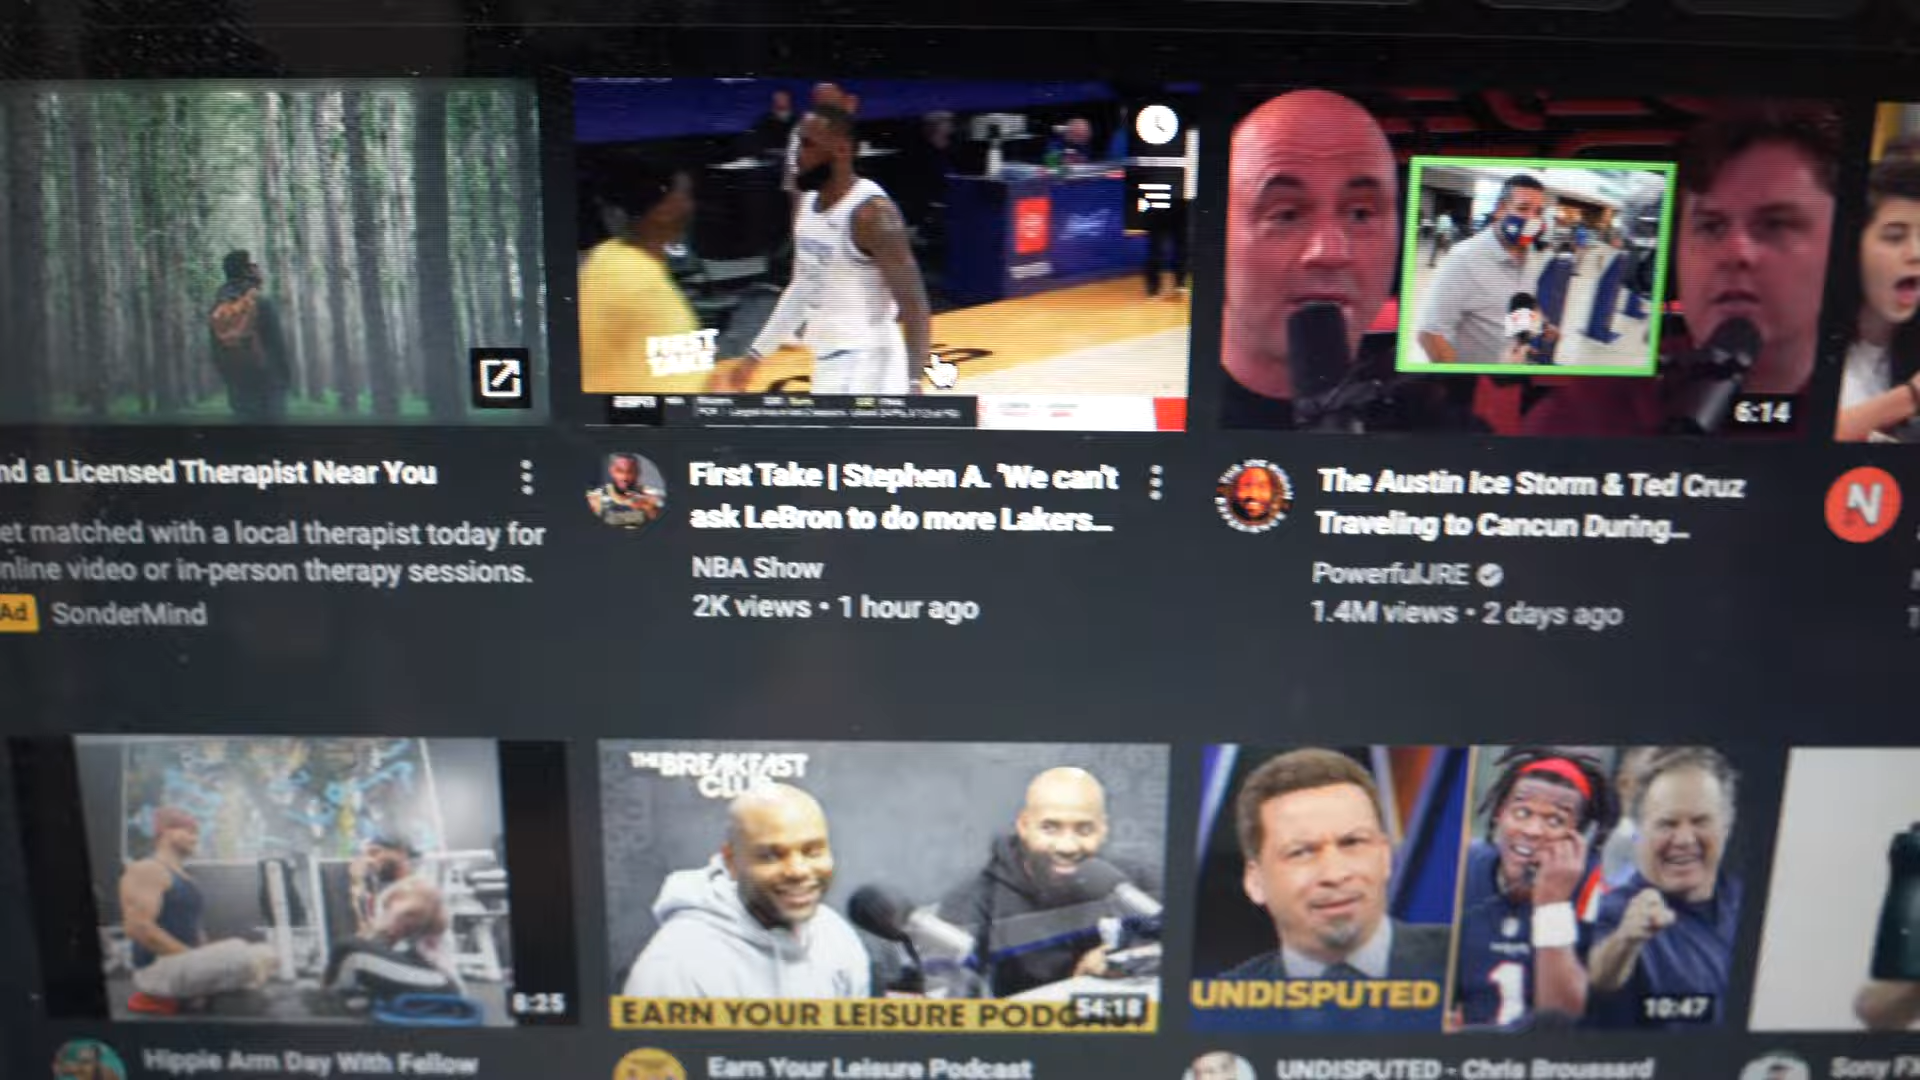 FIRST
TAKE
6:14
nd a Licensed Therapist Near You
et matched with a local therapist today for
nline video or in-person therapy sessions.
Ad SonderMind
First Take | Stephen A. "We can't
ask LeBron to do more Lakers...
NBA Show
2K views • 1 hour ago
The Austin Ice Storm & Ted Cruz
Traveling to Cancun During...
PowerfulJRE
1.4M views • 2 days ago
N
8:25
THE BREAKFAST
CLUB
EARN YOUR LEISURE PODCAST
54:18
UNDISPUTED
1
10:47
Hippie Arm Day With Fellow
Earn Your Leisure Podcast
UNDISPUTED - Chris Broussard
Sony FX